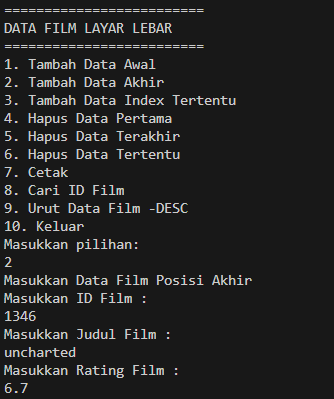 =========================
DATA FILM LAYAR LEBAR
=========================
1. Tambah Data Awal
2. Tambah Data Akhir
3. Tambah Data Index Tertentu
4. Hapus Data Pertama
5. Hapus Data Terakhir
6. Hapus Data Tertentu
7. Cetak
8. Cari ID Film
9. Urut Data Film -DESC
10. Keluar
Masukkan pilihan:
2
Masukkan Data Film Posisi Akhir
Masukkan ID Film :
1346
Masukkan Judul Film :
uncharted
Masukkan Rating Film :
6.7